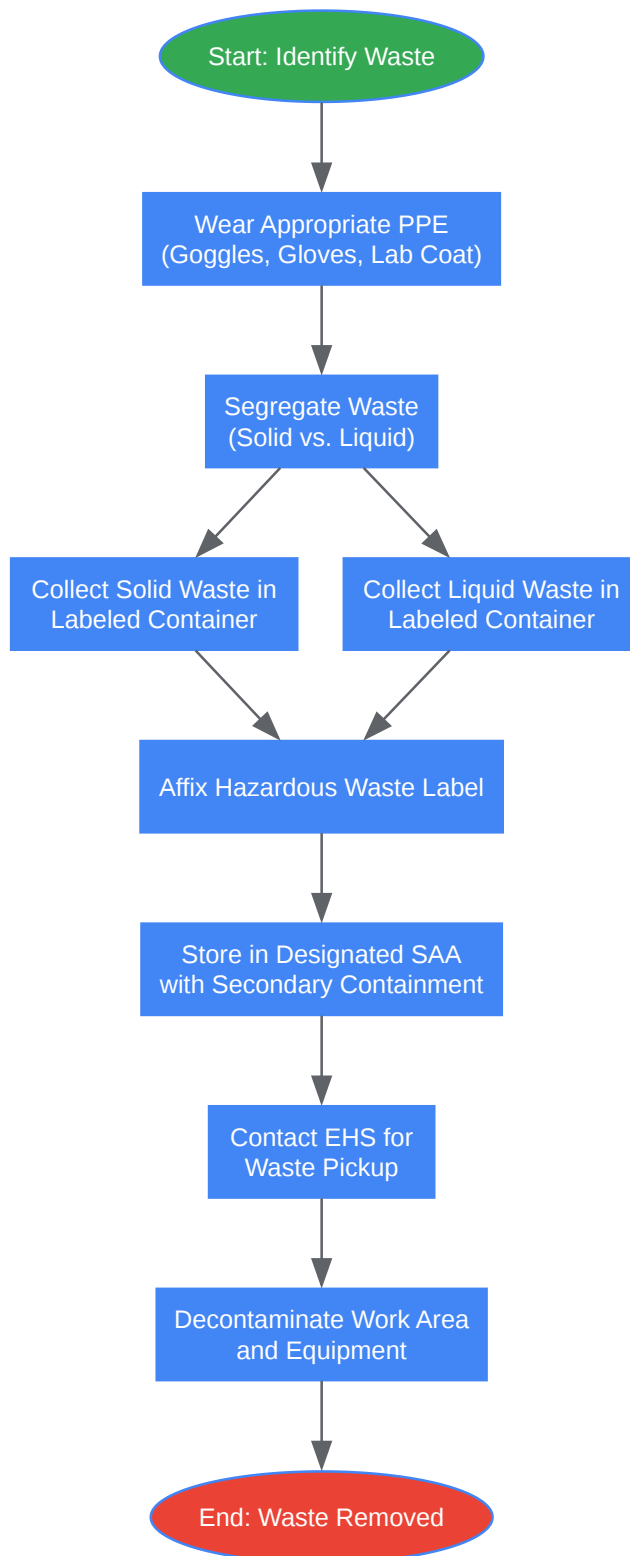 Start: Identify Waste
Wear Appropriate PPE
(Goggles, Gloves, Lab Coat)
Segregate Waste
(Solid vs. Liquid)
Collect Solid Waste in
Labeled Container
Collect Liquid Waste in
Labeled Container
Affix Hazardous Waste Label
Store in Designated SAA
with Secondary Containment
Contact EHS for
Waste Pickup
Decontaminate Work Area
and Equipment
End: Waste Removed